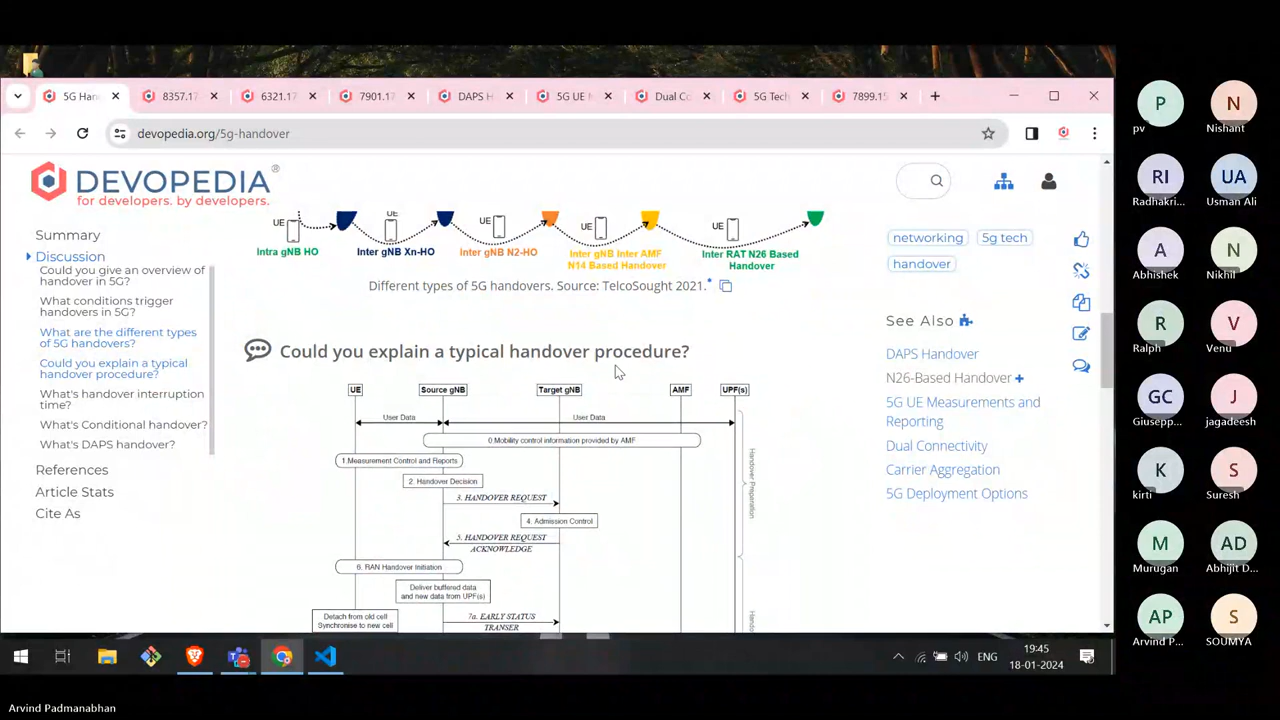 5G Han
8357.17
6321.17
7901.17
DAPS H
5G UE M
Dual Co
5G Tech
7899.15
devopedia.org/5g-handover
DEVOPEDIA®
for developers. by developers.
Summary
Discussion
Could you give an overview of
handover in 5G?
What conditions trigger
handovers in 5G?
What are the different types
of 5G handovers?
Could you explain a typical
handover procedure?
What's handover interruption
time?
What's Conditional handover?
What's DAPS handover?
References
Article Stats
Cite As
UE
UE
UE
UE
UE
Intra gNB HO
Inter gNB Xn-HO
Inter gNB N2-HO
Inter gNB Inter AMF
N14 Based Handover
Inter RAT N26 Based
Handover
Different types of 5G handovers. Source: TelcoSought 2021.
Could you explain a typical handover procedure?
UE
Source gNB
Target gNB
AMF
UPF(s)
User Data
User Data
0.Mobility control information provided by AMF
1.Measurement Control and Reports
2. Handover Decision
3. HANDOVER REQUEST
4. Admission Control
5. HANDOVER REQUEST
ACKNOWLEDGE
6. RAN Handover Initiation
Deliver buffered data
and new data from UPF(s)
Detach from old cell
Synchronise to new cell
7a. EARLY STATUS
TRANSER
Handover Preparation
networking
5g tech
handover
See Also
DAPS Handover
N26-Based Handover +
5G UE Measurements and
Reporting
Dual Connectivity
Carrier Aggregation
5G Deployment Options
ENG
19:45
18-01-2024
P
pv
N
Nishant
RI
Radhakri...
UA
Usman Ali
A
Abhishek
N
Nikhil
R
Ralph
V
Venu
GC
Giusepp...
J
jagadeesh
K
kirti
S
Suresh
M
Murugan
AD
Abhijit D...
AP
Arvind P...
S
SOUMYA
Arvind Padmanabhan